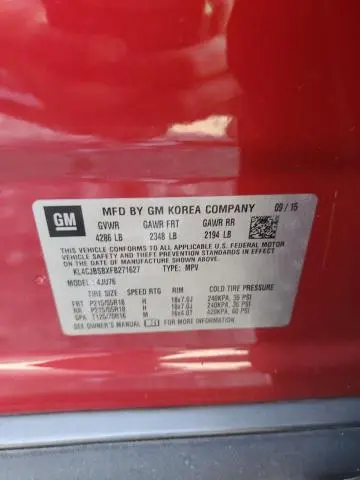 GM
MFD BY GM KOREA COMPANY 09/15
GVWR GAWR FRT GAWR RR
4286 LB 2348 LB 2194 LB
THIS VEHICLE CONFORMS TO ALL APPLICABLE U.S. FEDERAL MOTOR
VEHICLE SAFETY, BUMPER, AND THEFT PREVENTION STANDARDS
IN EFFECT ON THE DATE OF MANUFACTURE SHOWN ABOVE.
KL4CJBSBXFB271627 TYPE: MPV
MODEL: 4JU76
TIRE SIZE SPEED RTG RIM COLD TIRE PRESSURE
FRT P215/55R18 H 18x7.0J 240KPA, 35 PSI
RR P215/55R18 H 18x7.0J 240KPA, 35 PSI
SPA T125/70R16 M 16x4.0T 420KPA, 60 PSI
SEE OWNER'S MANUAL FOR MORE INFORMATION